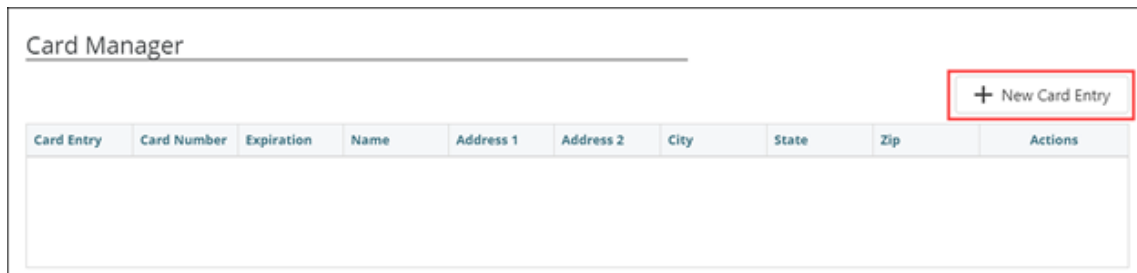 Card Manager
+ New Card Entry
Card Entry Card Number Expiration Name Address 1 Address 2 City State Zip Actions